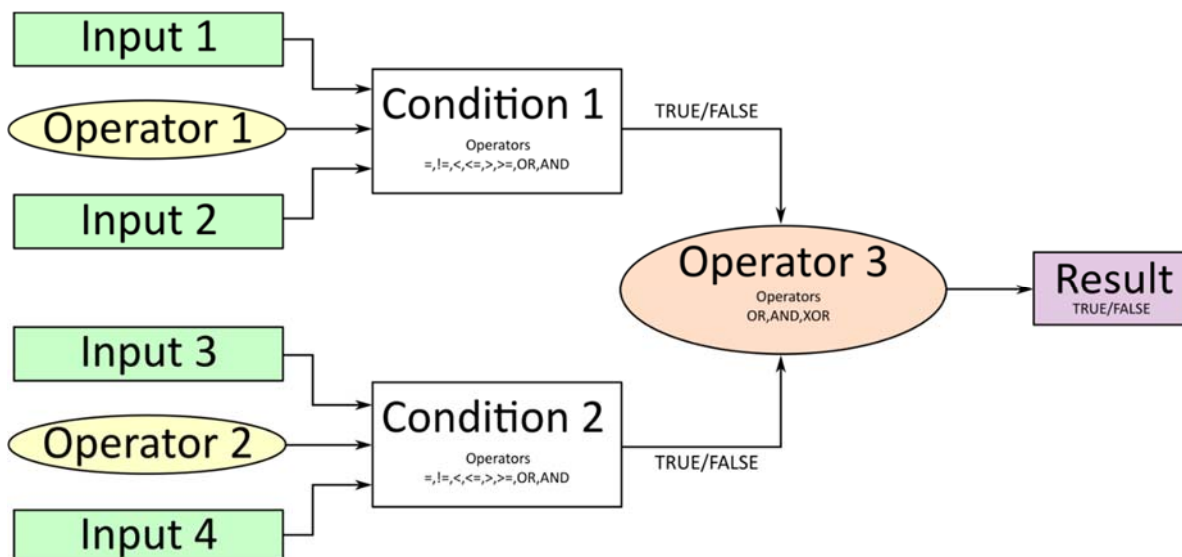 Input 1
Operator 1
Input 2
Condition 1
Operators
=,!=,<,<=,>,>=,OR,AND
TRUE/FALSE
Input 3
Operator 2
Input 4
Condition 2
Operators
=,!=,<,<=,>,>=,OR,AND
TRUE/FALSE
Operator 3
Operators
OR,AND,XOR
Result
TRUE/FALSE